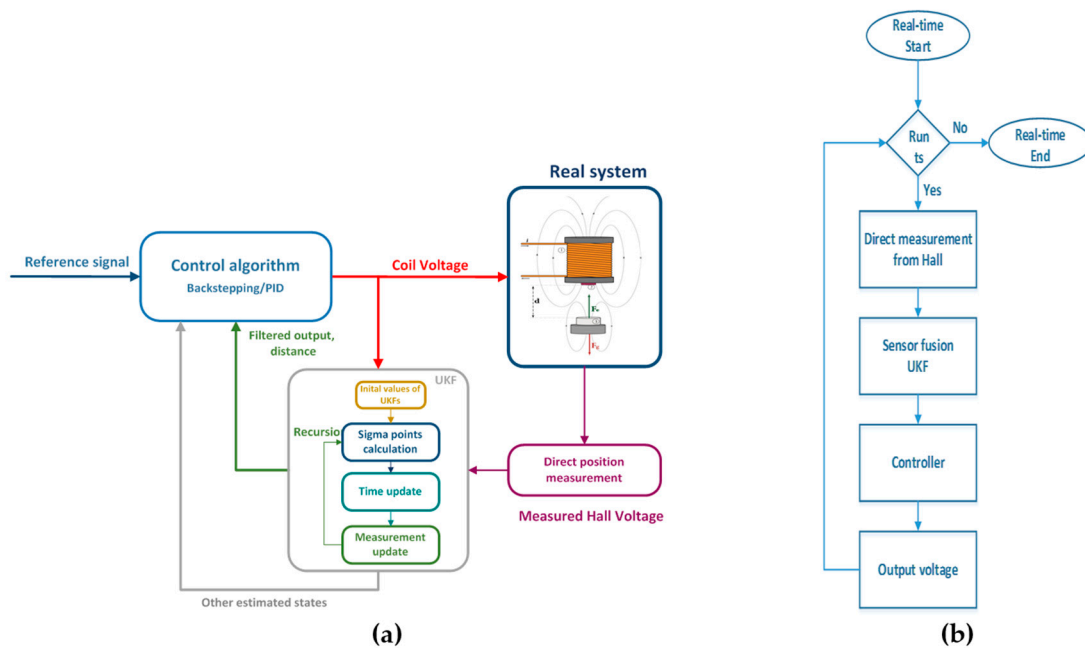 Real system
Reference signal
Control algorithm
Backstepping/PID
Coil Voltage
d
Filtered output,
distance
UKF
Inital values of
UKFs
Recursio
Sigma points
calculation
Time update
Measurement
update
Direct position
measurement
Measured Hall Voltage
Other estimated states
(a)
Real-time
Start
Run
ts
No
Real-time
End
Yes
Direct measurement
from Hall
Sensor fusion
UKF
Controller
Output voltage
(b)